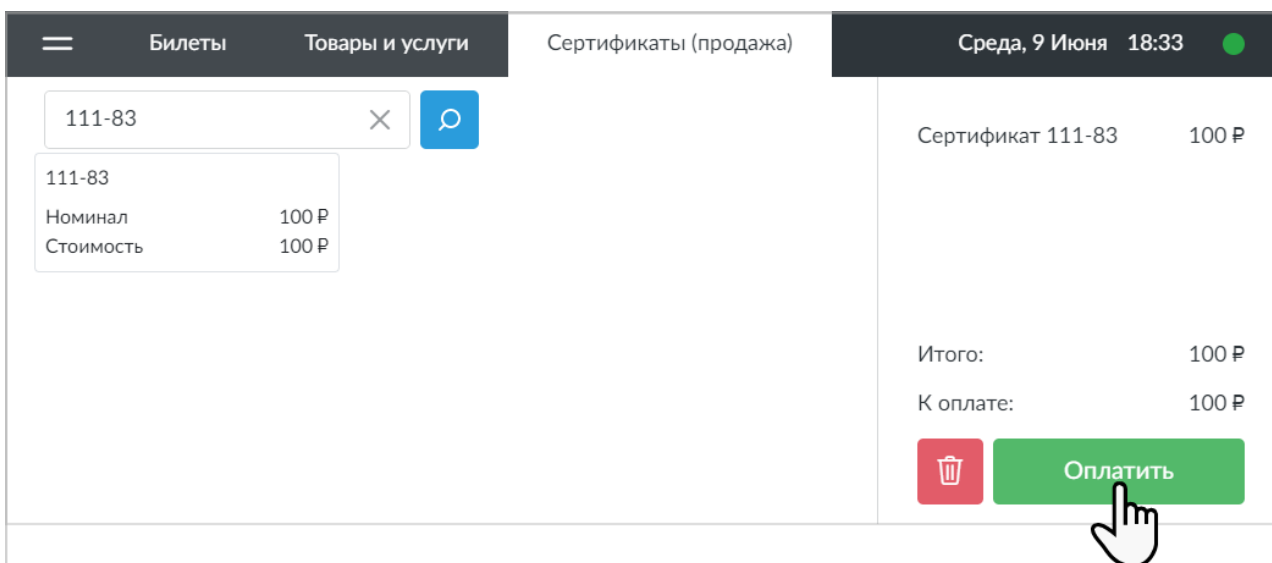 Билеты Товары и услуги Сертификаты (продажа) Среда, 9 Июня 18:33
111-83
111-83
Номинал 100 ₽
Стоимость 100 ₽
Сертификат 111-83 100 ₽
Итого: 100 ₽
К оплате: 100 ₽
Оплатить